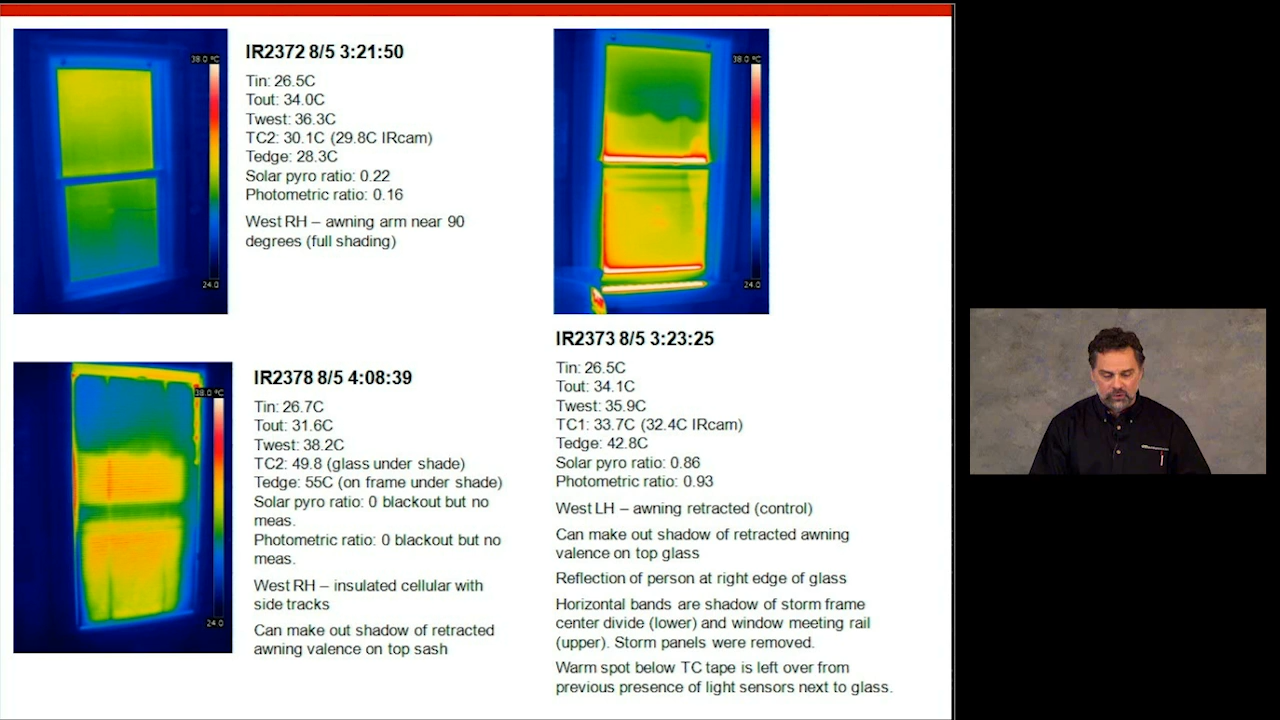 38.0 °C
24.0
IR2372 8/5 3:21:50
Tin: 26.5C
Tout: 34.0C
Twest: 36.3C
TC2: 30.1C (29.8C IRcam)
Tedge: 28.3C
Solar pyro ratio: 0.22
Photometric ratio: 0.16
West RH – awning arm near 90
degrees (full shading)
38.0 °C
24.0
IR2378 8/5 4:08:39
Tin: 26.7C
Tout: 31.6C
Twest: 38.2C
TC2: 49.8 (glass under shade)
Tedge: 55C (on frame under shade)
Solar pyro ratio: 0 blackout but no
meas.
Photometric ratio: 0 blackout but no
meas.
West RH – insulated cellular with
side tracks
Can make out shadow of retracted
awning valence on top sash
38.0 °C
24.0
IR2373 8/5 3:23:25
Tin: 26.5C
Tout: 34.1C
Twest: 35.9C
TC1: 33.7C (32.4C IRcam)
Tedge: 42.8C
Solar pyro ratio: 0.86
Photometric ratio: 0.93
West LH – awning retracted (control)
Can make out shadow of retracted awning
valence on top glass
Reflection of person at right edge of glass
Horizontal bands are shadow of storm frame
center divide (lower) and window meeting rail
(upper). Storm panels were removed.
Warm spot below TC tape is left over from
previous presence of light sensors next to glass.